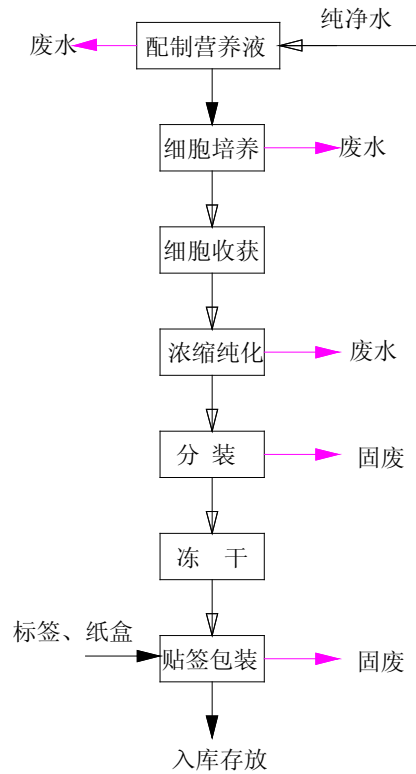 纯净水
废水
配制营养液
细胞培养
废水
细胞收获
浓缩纯化
废水
分 装
固废
冻 干
标签、纸盒
贴签包装
固废
入库存放